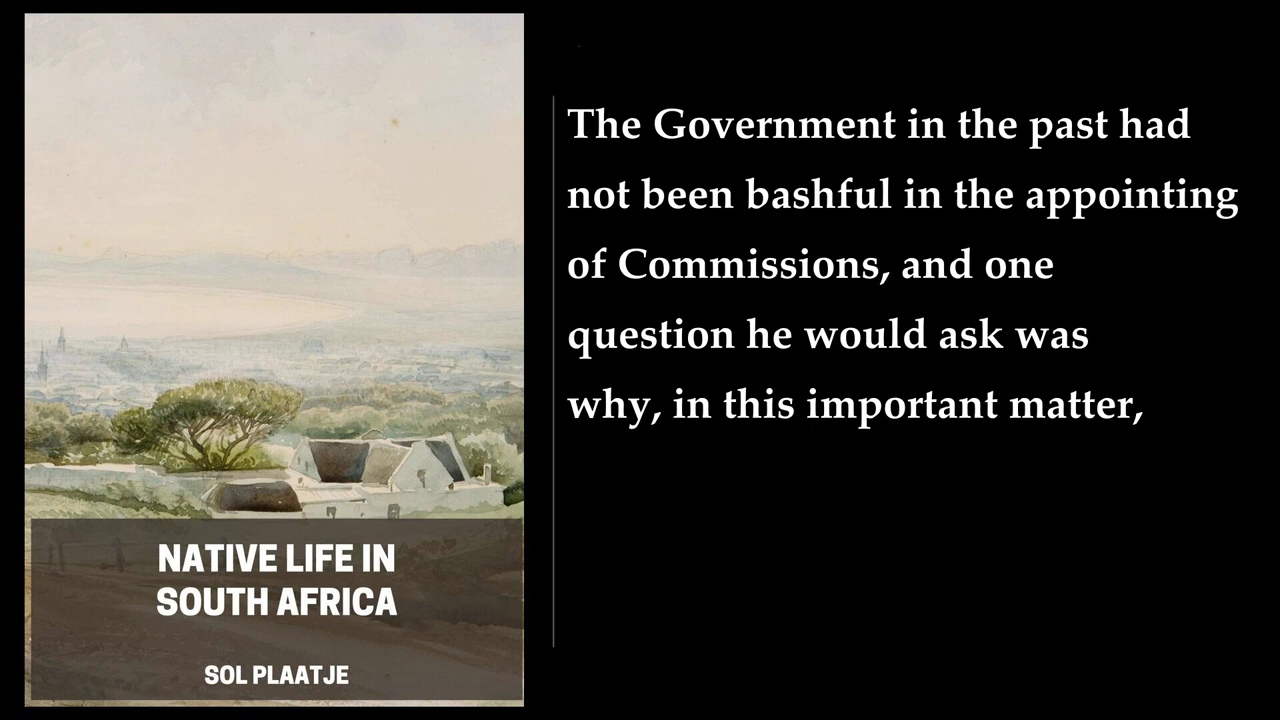 NATIVE LIFE IN
SOUTH AFRICA
SOL PLAATJE
The Government in the past had
not been bashful in the appointing
of Commissions, and one
question he would ask was
why, in this important matter,